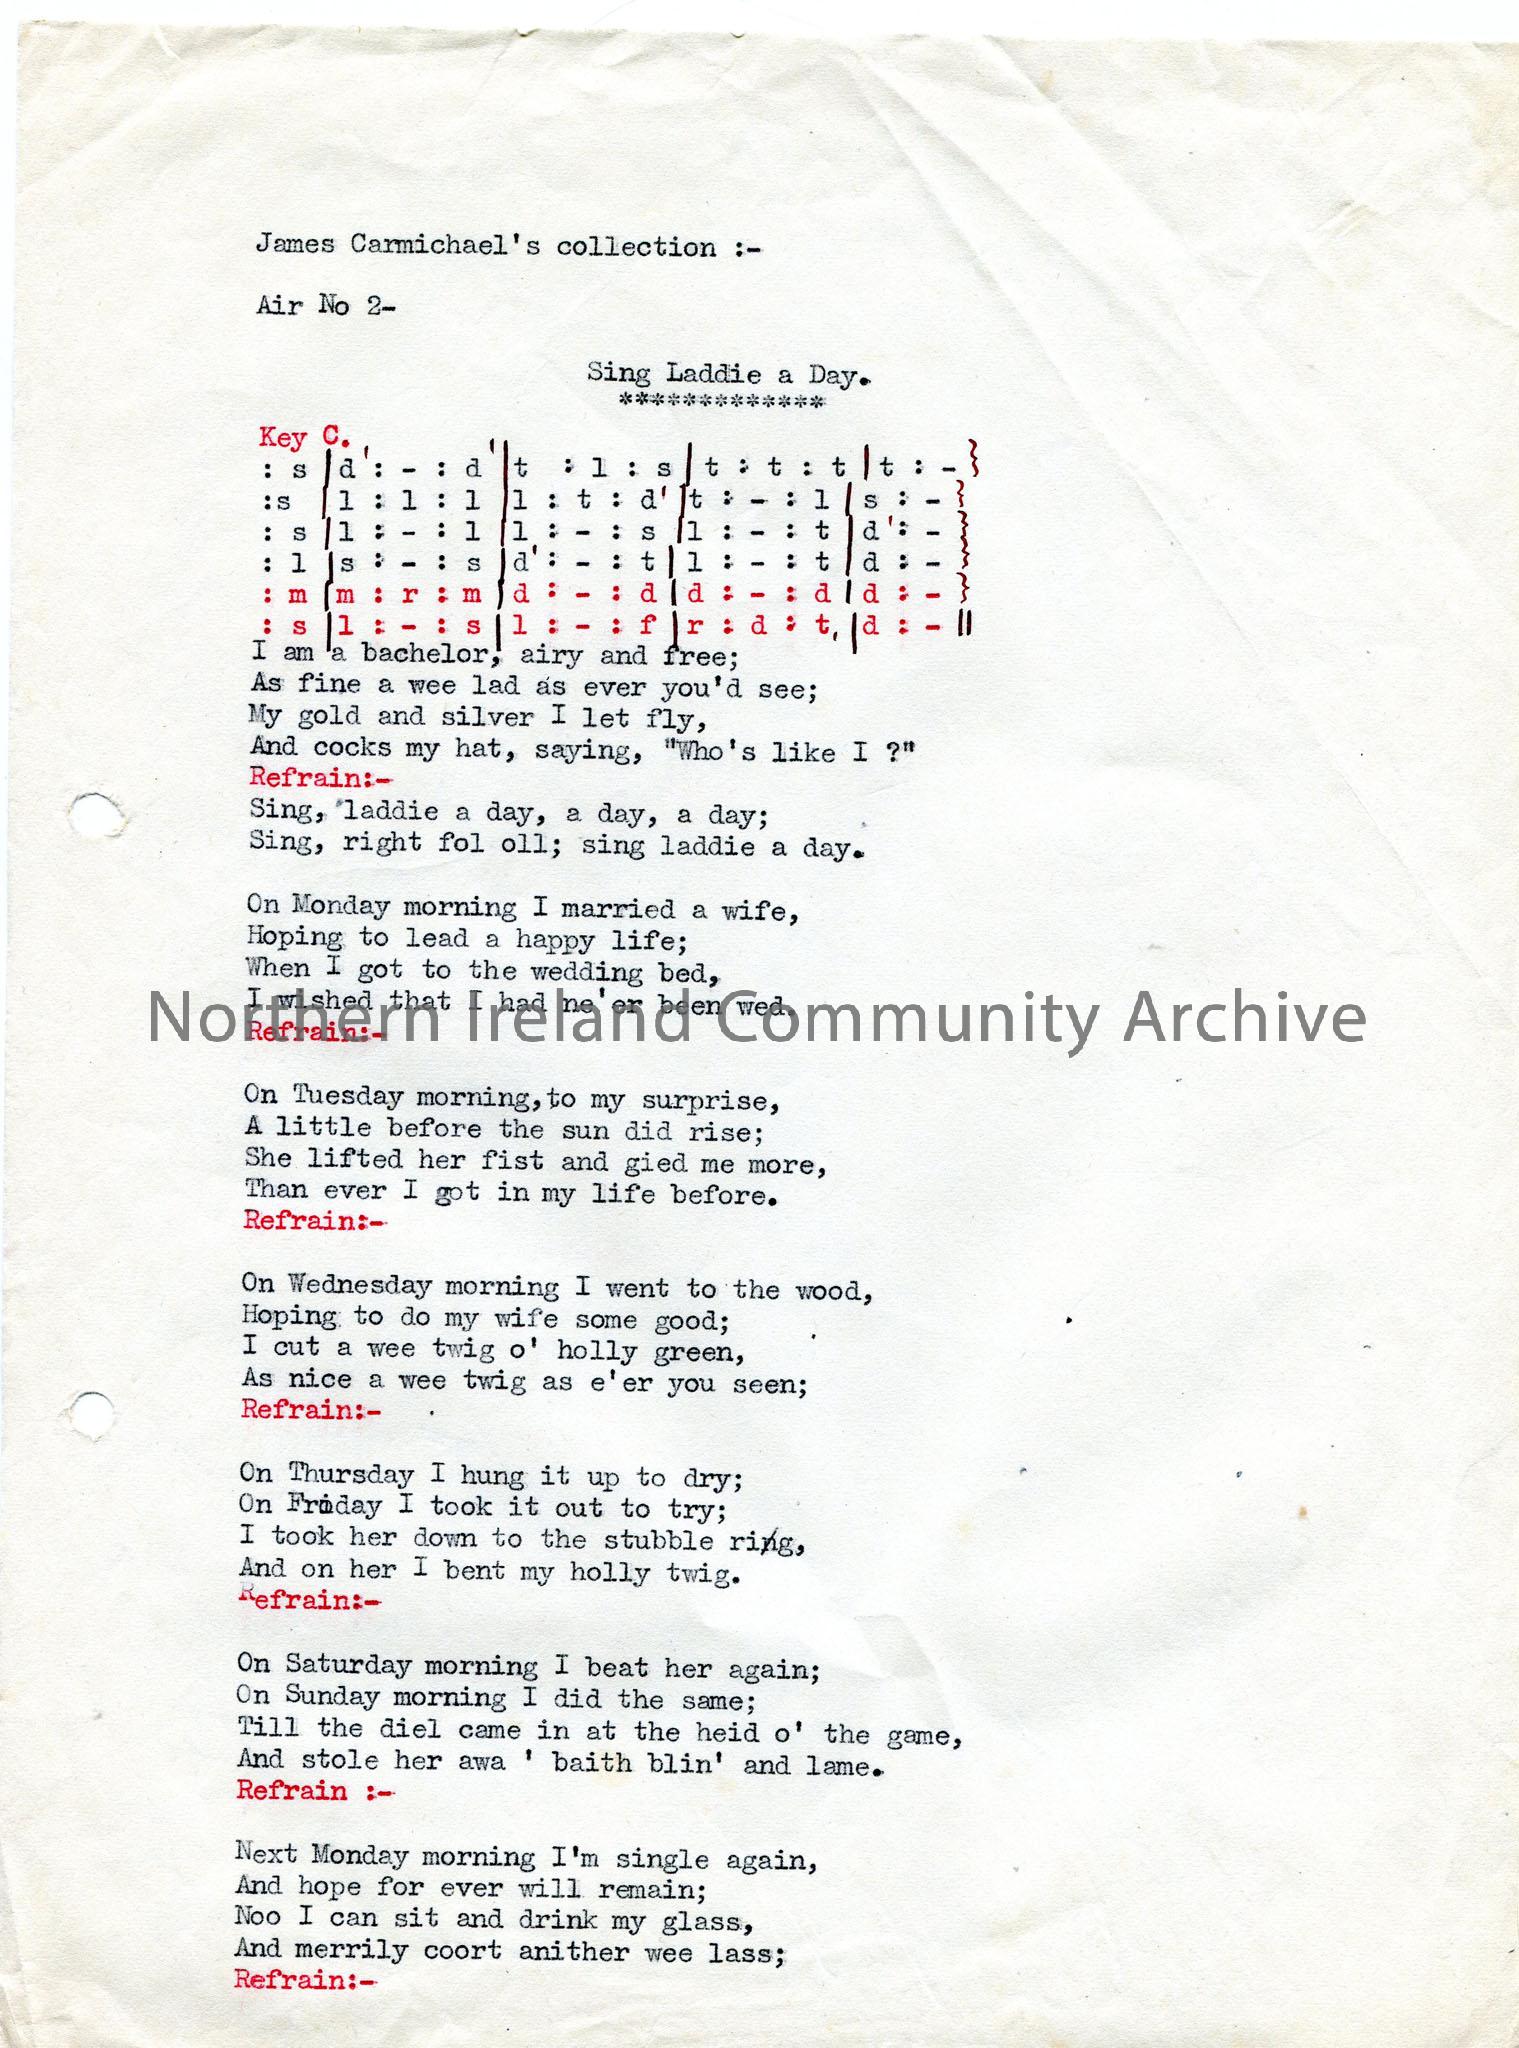 James Carmichael's collection :-
Air No 2-
Sing Laddie a Day.
*************
Key C.
: s |d' : - : d' |t : l : s |t : t : t |t : - }
:s |l : l : l |l : t : d' |t : - : l |s : - }
: s |l : - : l |l : - : s |l : - : t |d' : - }
: l |s : - : s |d' : - : t |l : - : t |d : - }
: m |m : r : m |d : - : d |d : - : d |d : - }
: s |l : - : s |l : - : f |r : d : t, |d : - ||
I am a bachelor, airy and free;
As fine a wee lad as ever you'd see;
My gold and silver I let fly,
And cocks my hat, saying, "Who's like I ?"
Refrain:-
Sing, laddie a day, a day, a day;
Sing, right fol oll; sing laddie a day.
On Monday morning I married a wife,
Hoping to lead a happy life;
When I got to the wedding bed,
I wished that I had ne'er been wed.
Northern Ireland Community Archive
Refrain:-
On Tuesday morning,to my surprise,
A little before the sun did rise;
She lifted her fist and gied me more,
Than ever I got in my life before.
Refrain:-
On Wednesday morning I went to the wood,
Hoping to do my wife some good;
I cut a wee twig o' holly green,
As nice a wee twig as e'er you seen;
Refrain:-
On Thursday I hung it up to dry;
On Friday I took it out to try;
I took her down to the stubble ring,
And on her I bent my holly twig.
Refrain:-
On Saturday morning I beat her again;
On Sunday morning I did the same;
Till the diel came in at the heid o' the game,
And stole her awa ' baith blin' and lame.
Refrain :-
Next Monday morning I'm single again,
And hope for ever will remain;
Noo I can sit and drink my glass,
And merrily coort anither wee lass;
Refrain:-